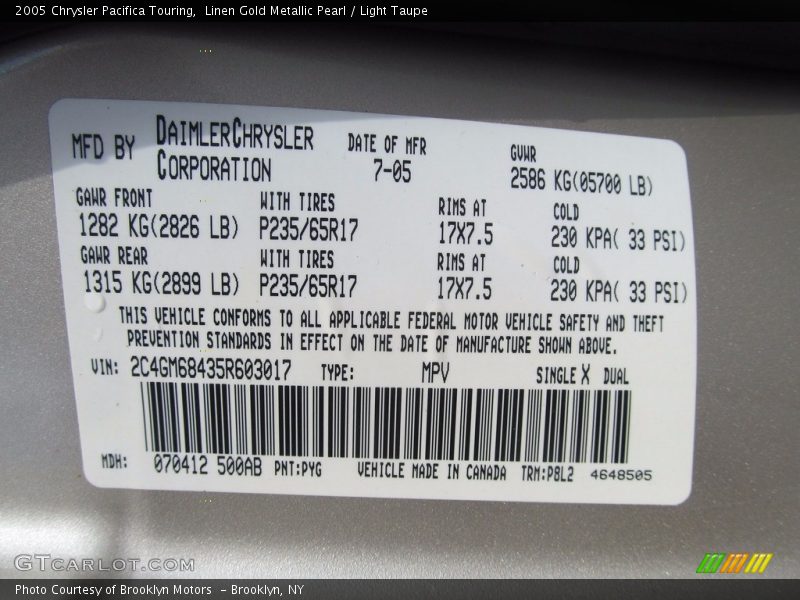 2005 Chrysler Pacifica Touring,  Linen Gold Metallic Pearl / Light Taupe
MFD BY DAIMLERCHRYSLER CORPORATION DATE OF MFR 7-05 GVWR 2586 KG(05700 LB)
GAWR FRONT WITH TIRES RIMS AT COLD
1282 KG(2826 LB) P235/65R17 17X7.5 230 KPA( 33 PSI)
GAWR REAR WITH TIRES RIMS AT COLD
1315 KG(2899 LB) P235/65R17 17X7.5 230 KPA( 33 PSI)
THIS VEHICLE CONFORMS TO ALL APPLICABLE FEDERAL MOTOR VEHICLE SAFETY AND THEFT
PREVENTION STANDARDS IN EFFECT ON THE DATE OF MANUFACTURE SHOWN ABOVE.
VIN: 2C4GM68435R603017 TYPE: MPV SINGLE X DUAL
MDH: 070412 500AB PNT:PYG VEHICLE MADE IN CANADA TRM:P8L2 4648505
GTCARLOT.COM
Photo Courtesy of Brooklyn Motors  - Brooklyn, NY